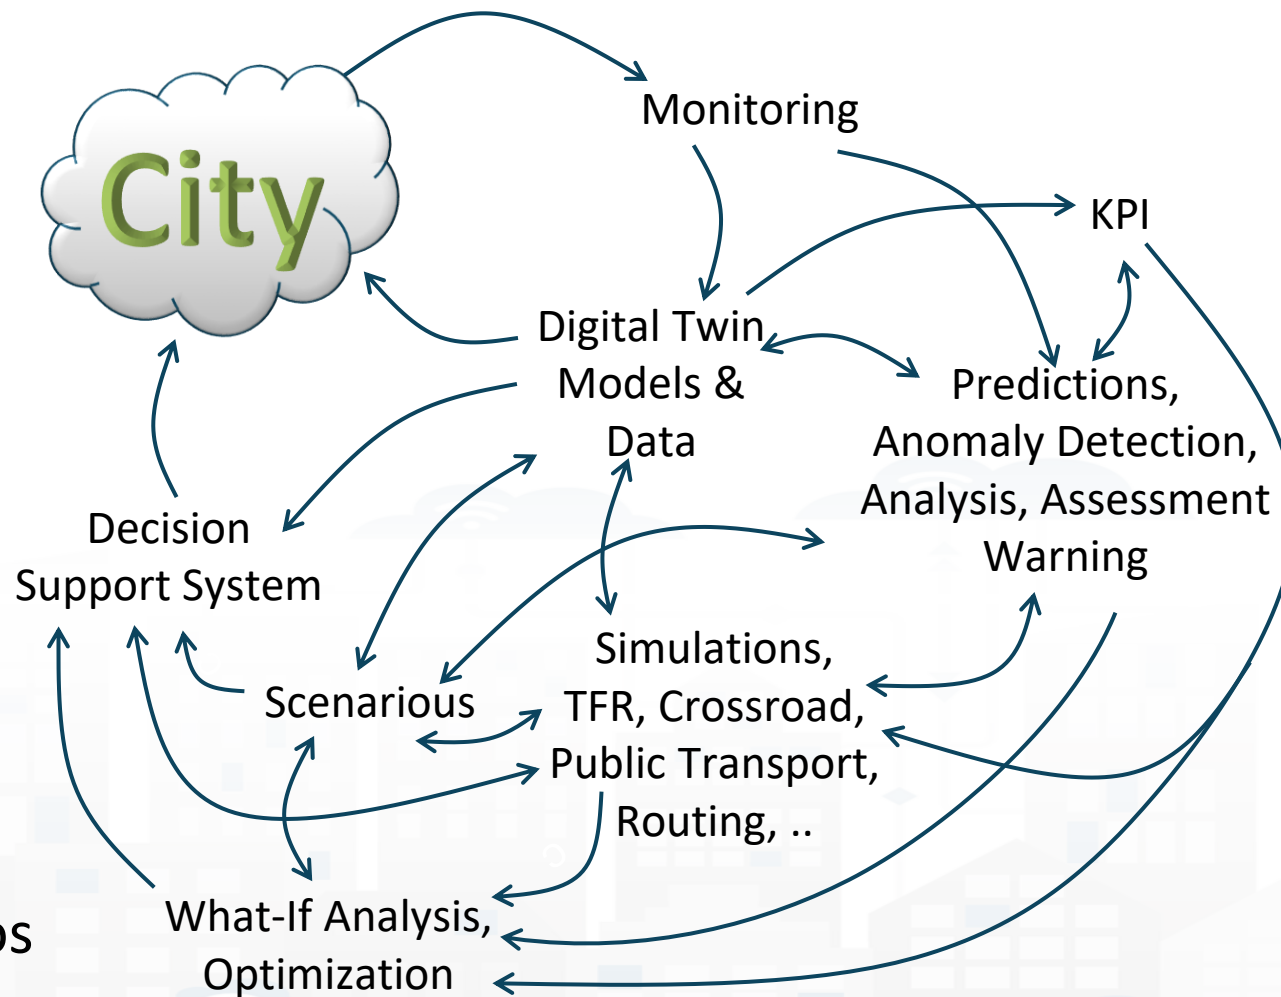 City
Monitoring
KPI
Digital Twin
Models &
Data
Predictions,
Anomaly Detection,
Analysis, Assessment
Warning
Decision
Support System
Scenarious
Simulations,
TFR, Crossroad,
Public Transport,
Routing, ..
What-If Analysis,
Optimization